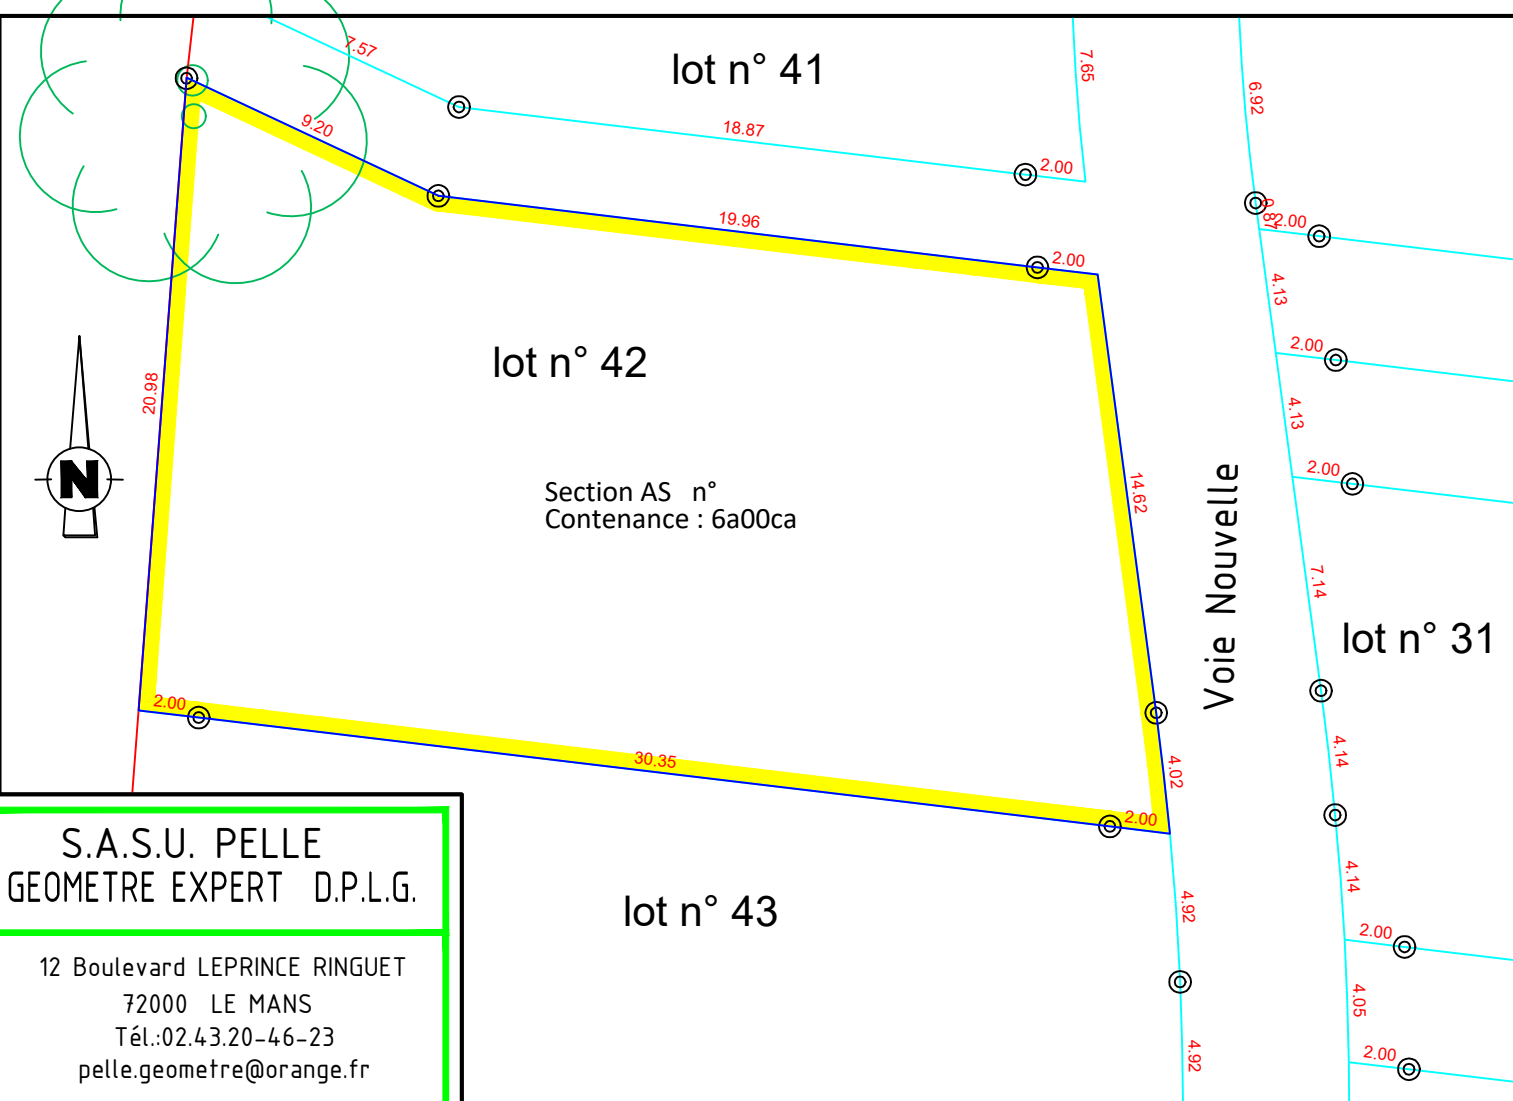 7.57
lot n° 41
7.65
6.92
9.20
18.87
2.00
19.96
2.00
0.87
2.00
4.13
lot n° 42
2.00
20.98
4.13
2.00
N
Section AS n°
Contenance : 6a00ca
14.62
Voie Nouvelle
7.14
lot n° 31
2.00
30.35
4.02
4.14
2.00
S.A.S.U. PELLE
GEOMETRE EXPERT D.P.L.G.
lot n° 43
4.92
4.14
2.00
12 Boulevard LEPRINCE RINGUET
72000 LE MANS
Tél.:02.43.20-46-23
pelle.geometre@orange.fr
4.05
4.92
2.00